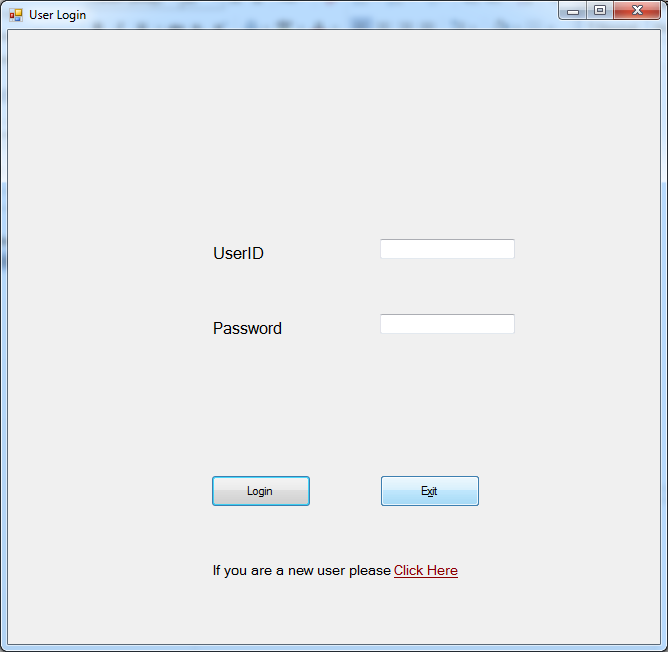 User Login
UserID
Password
Login Exit
If you are a new user please Click Here